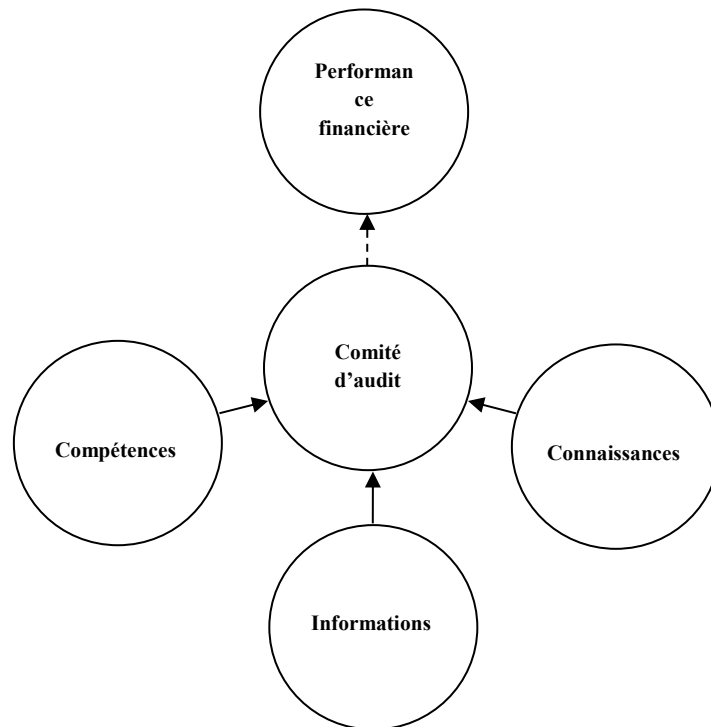 Performan
ce
financière
Comité
d’audit
Compétences
Connaissances
Informations